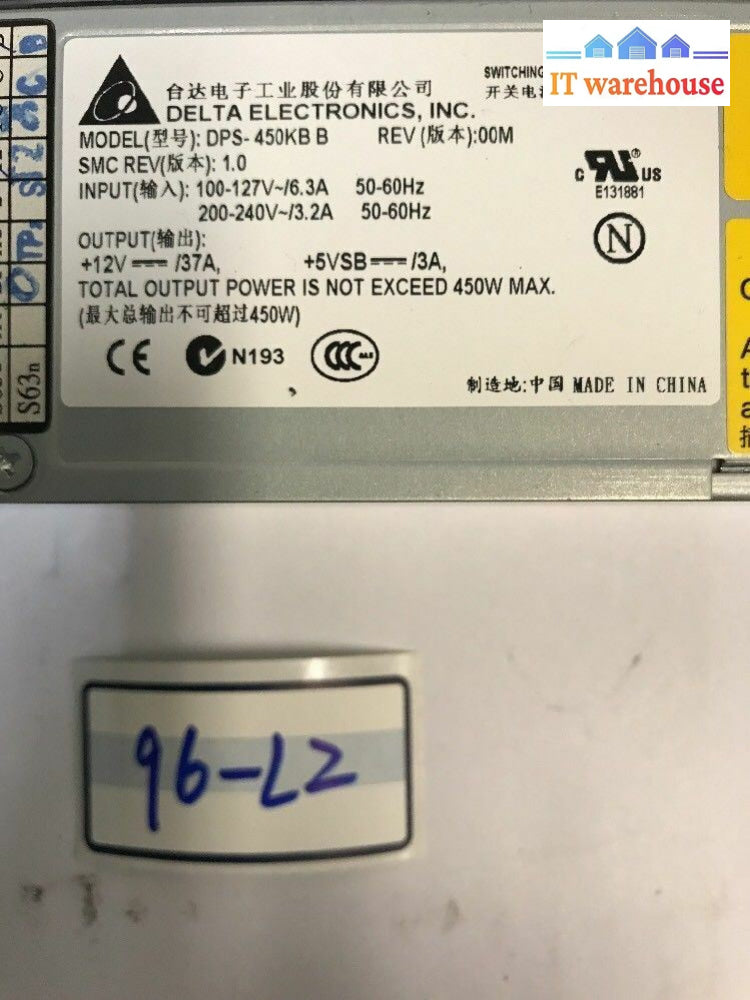 台达电子工业股份有限公司
DELTA ELECTRONICS, INC.
SWITCHING
开关电
IT warehouse
MODEL(型号): DPS-450KB B REV (版本):00M
SMC REV(版本): 1.0
INPUT(输入): 100-127V~/6.3A 50-60Hz
200-240V~/3.2A 50-60Hz
OUTPUT(输出):
+12V /37A, +5VSB /3A,
TOTAL OUTPUT POWER IS NOT EXCEED 450W MAX.
(最大总输出不可超过450W)
C US
E131881
N
CE N193 CCC
制造地:中国 MADE IN CHINA
S63n
96-L2